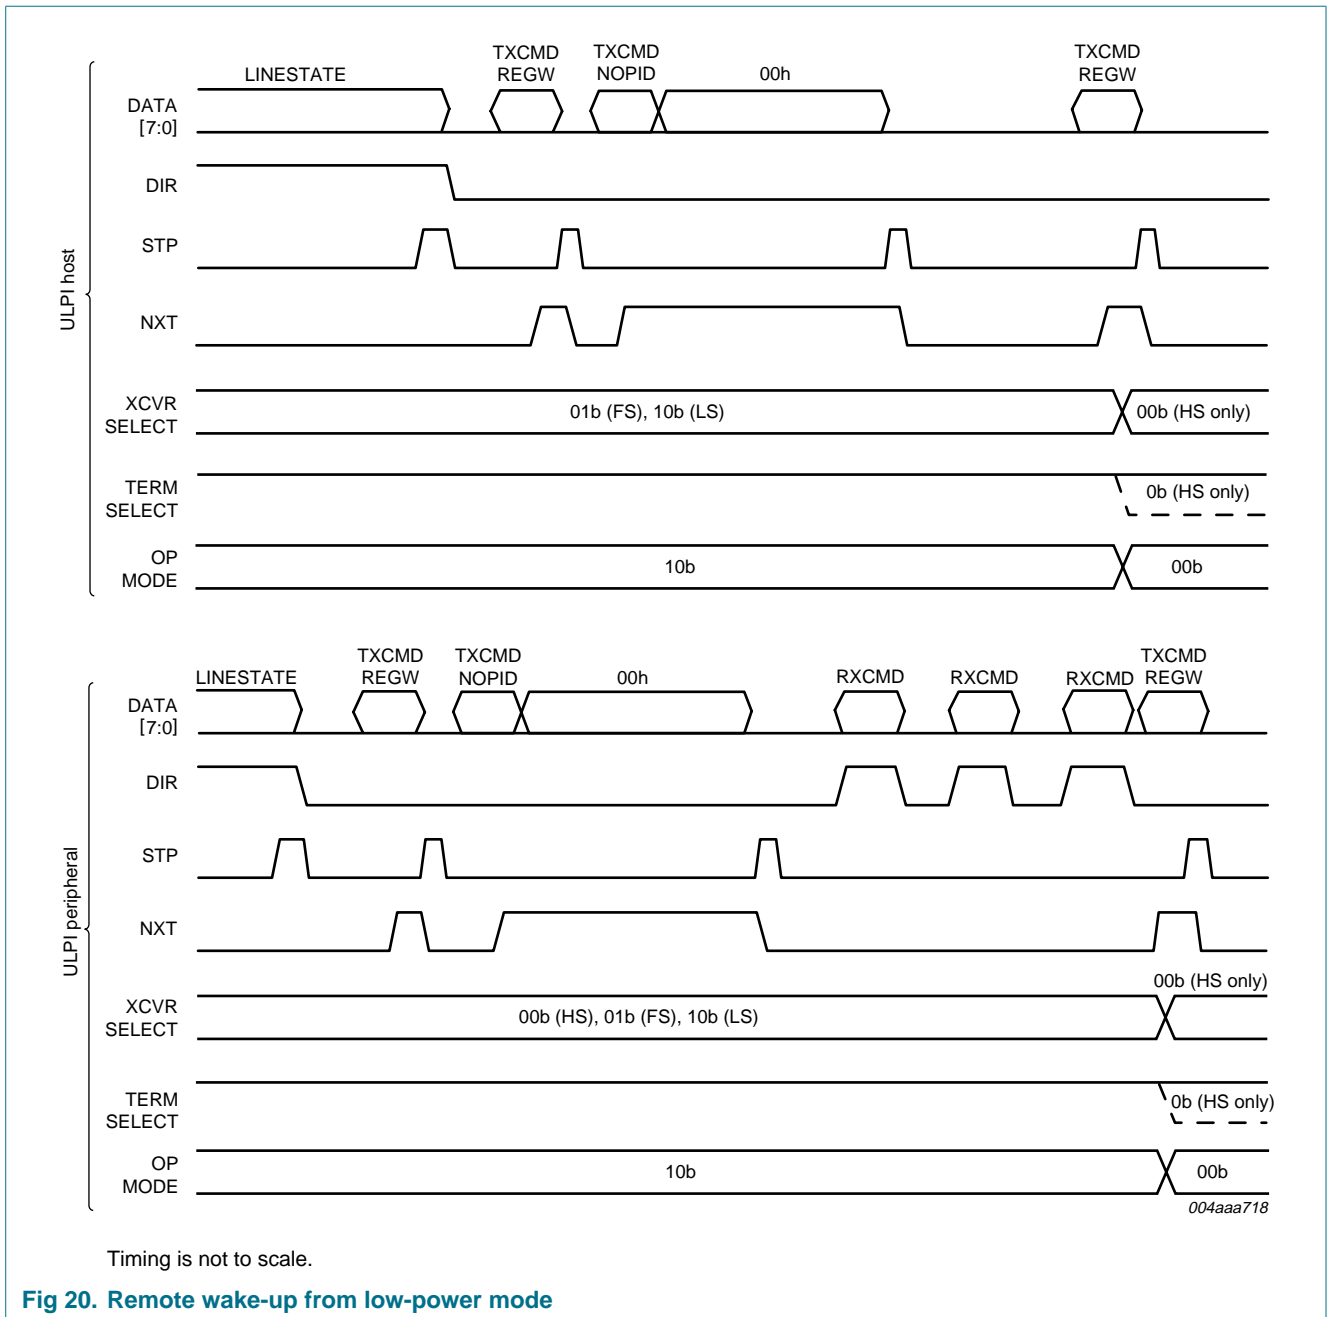 ULPI host
TXCMD
REGW
TXCMD
NOPID
TXCMD
REGW
LINESTATE
00h
DATA
[7:0]
DIR
STP
NXT
XCVR
SELECT
01b (FS), 10b (LS)
00b (HS only)
TERM
SELECT
0b (HS only)
OP
MODE
10b
00b
ULPI peripheral
TXCMD
REGW
TXCMD
NOPID
TXCMD
REGW
LINESTATE
00h
RXCMD
RXCMD
RXCMD
DATA
[7:0]
DIR
STP
NXT
00b (HS only)
XCVR
SELECT
00b (HS), 01b (FS), 10b (LS)
TERM
SELECT
0b (HS only)
OP
MODE
10b
00b
004aaa718
Timing is not to scale.
Fig 20. Remote wake-up from low-power mode